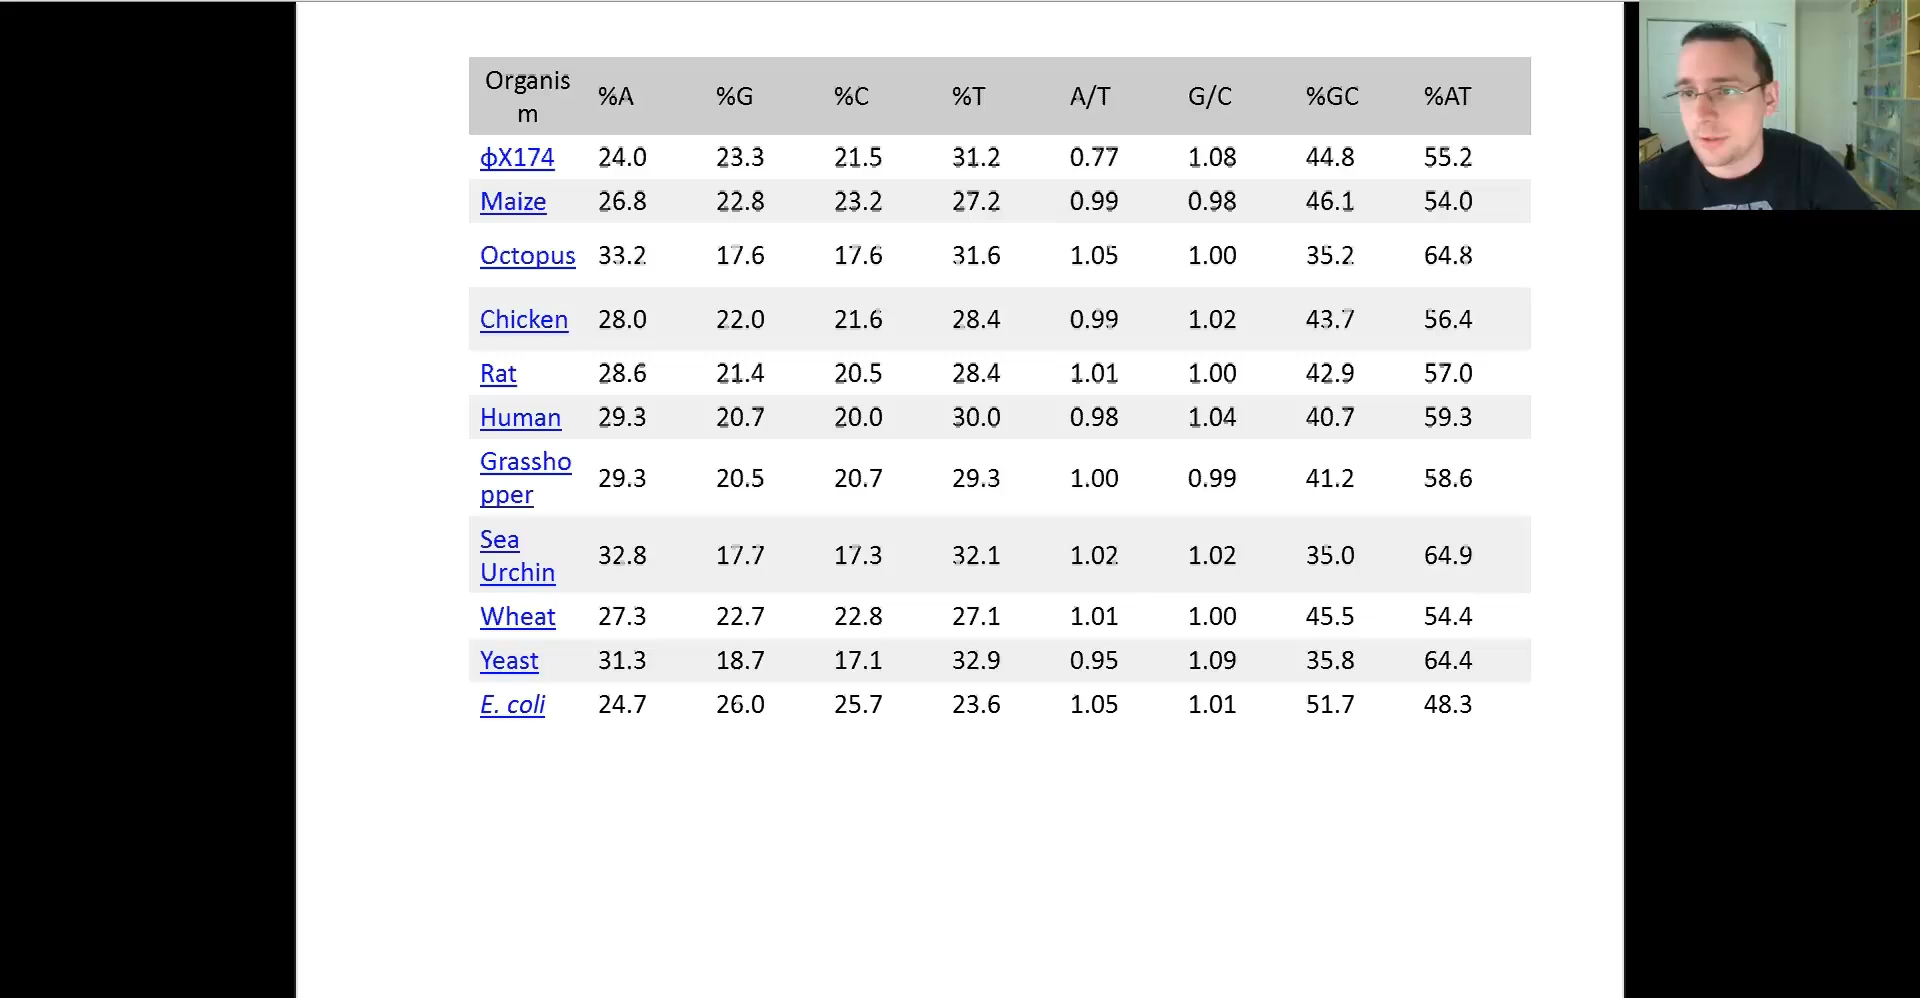 Organis
m %A %G %C %T A/T G/C %GC %AT
ϕX174 24.0 23.3 21.5 31.2 0.77 1.08 44.8 55.2
Maize 26.8 22.8 23.2 27.2 0.99 0.98 46.1 54.0
Octopus 33.2 17.6 17.6 31.6 1.05 1.00 35.2 64.8
Chicken 28.0 22.0 21.6 28.4 0.99 1.02 43.7 56.4
Rat 28.6 21.4 20.5 28.4 1.01 1.00 42.9 57.0
Human 29.3 20.7 20.0 30.0 0.98 1.04 40.7 59.3
Grassho
pper 29.3 20.5 20.7 29.3 1.00 0.99 41.2 58.6
Sea
Urchin 32.8 17.7 17.3 32.1 1.02 1.02 35.0 64.9
Wheat 27.3 22.7 22.8 27.1 1.01 1.00 45.5 54.4
Yeast 31.3 18.7 17.1 32.9 0.95 1.09 35.8 64.4
E. coli 24.7 26.0 25.7 23.6 1.05 1.01 51.7 48.3